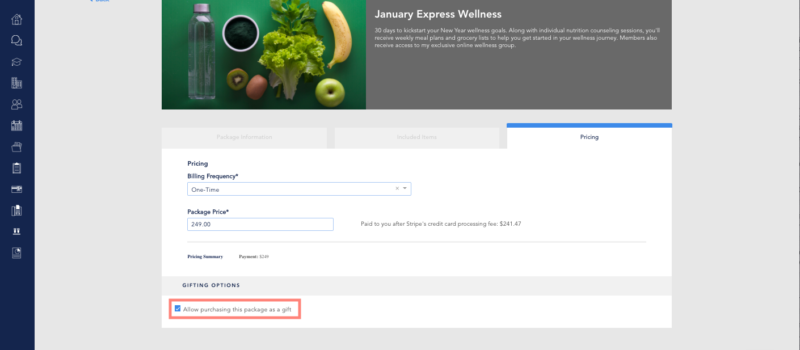 January Express Wellness
30 days to kickstart your New Year wellness goals. Along with individual nutrition counseling sessions, you'll
receive weekly meal plans and grocery lists to help you get started in your wellness journey. Members also
receive access to my exclusive online wellness group.
Package Information
Included Items
Pricing
Pricing
Billing Frequency*
One-Time
Package Price*
249.00
Paid to you after Stripe's credit card processing fee: $241.47
Pricing Summary
Payment: $249
GIFTING OPTIONS
Allow purchasing this package as a gift